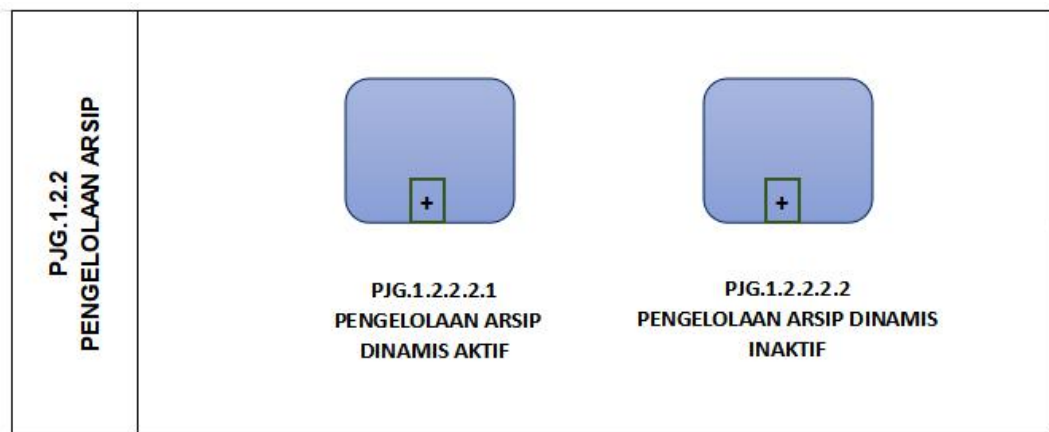 PJG.1.2.2
PENGELOLAAN ARSIP
+
+
PJG.1.2.2.2.1
PENGELOLAAN ARSIP
DINAMIS AKTIF
PJG.1.2.2.2.2
PENGELOLAAN ARSIP DINAMIS
INAKTIF